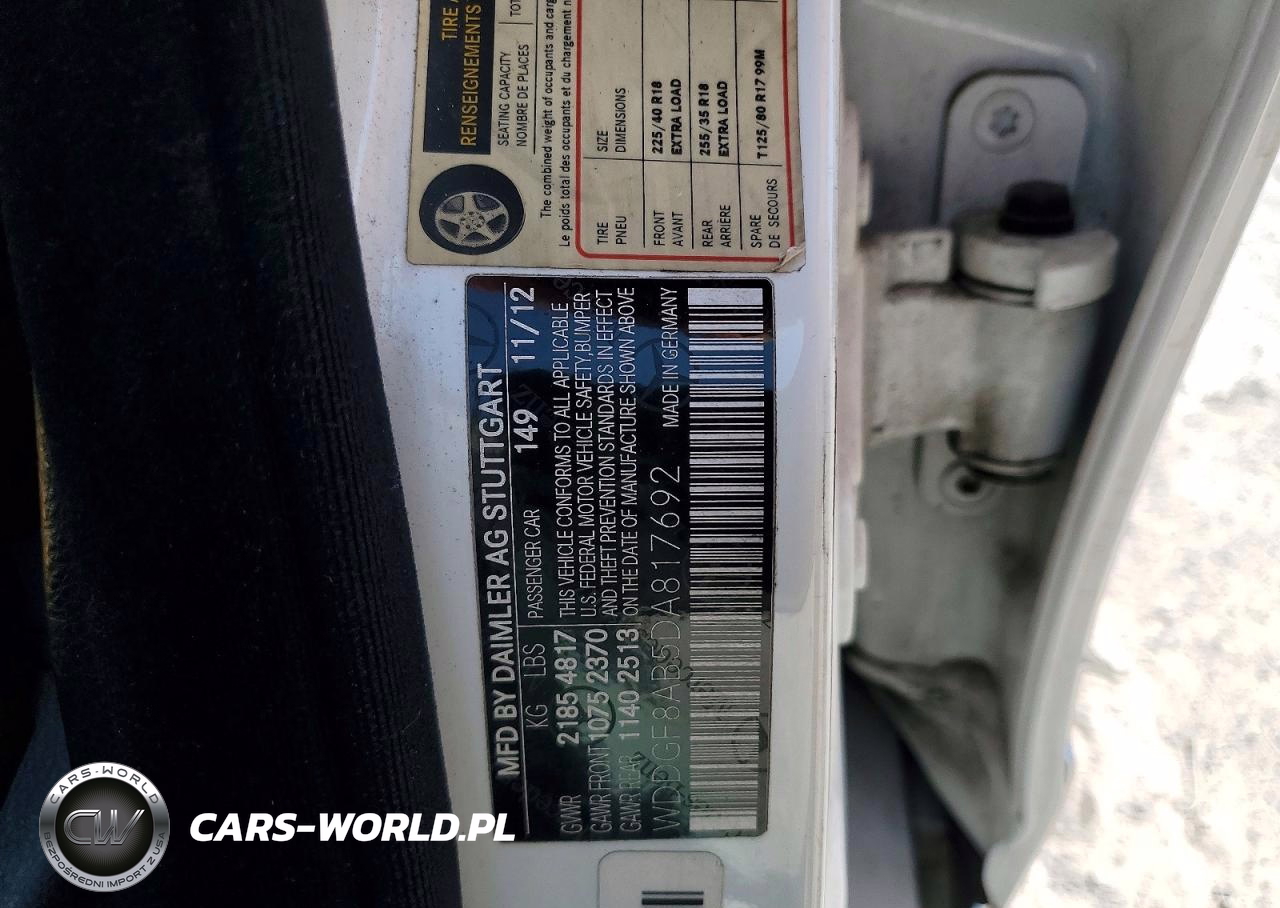 TIRE
RENSEIGNEMENTS
SEATING CAPACITY
NOMBRE DE PLACES
The combined weight of occupants and
Le poids total des occupants et du chargement
TIRE SIZE
PNEU DIMENSIONS
FRONT 225/40 R18
AVANT EXTRA LOAD
REAR 255/35 R18
ARRIÈRE EXTRA LOAD
SPARE T125/80 R17 99M
DE SECOURS
MFD BY DAIMLER AG STUTTGART
KG LBS PASSENGER CAR 149 11/12
GVWR 2185 4817 THIS VEHICLE CONFORMS TO ALL APPLICABLE
GAWR FRONT 1075 2370 U.S. FEDERAL MOTOR VEHICLE SAFETY,BUMPER
GAWR REAR 1140 2513 AND THEFT PREVENTION STANDARDS IN EFFECT
ON THE DATE OF MANUFACTURE SHOWN ABOVE
WDDGF8AB5DA817692 MADE IN GERMANY
CARS-WORLD
CW
BEZPOŚREDNI IMPORT Z USA
CARS-WORLD.PL